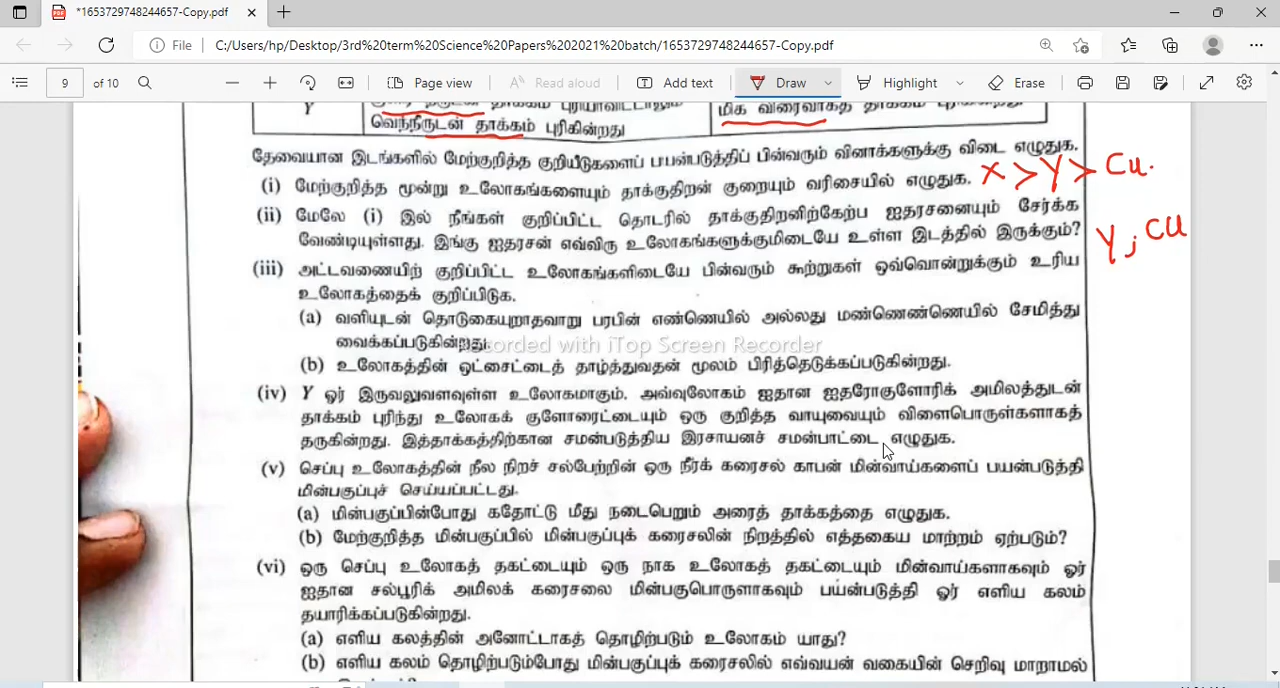 *1653729748244657-Copy.pdf
File C:/Users/hp/Desktop/3rd%20term%20Science%20Papers%202021%20batch/1653729748244657-Copy.pdf
9 of 10 Page view Read aloud Add text Draw Highlight Erase
Y தாக்கம் மிக விரைவாகத் தாக்கம்
வெந்நீருடன் தாக்கம் புரிகின்றது
தேவையான இடங்களில் மேற்குறித்த குறியீடுகளைப் பயன்படுத்திப் பின்வரும் வினாக்களுக்கு விடை எழுதுக.
(i) மேற்குறித்த மூன்று உலோகங்களையும் தாக்குதிறன் குறையும் வரிசையில் எழுதுக. X > Y > Cu.
(ii) மேலே (i) இல் நீங்கள் குறிப்பிட்ட தொடரில் தாக்குதிறனிற்கேற்ப ஐதரசனையும் சேர்க்க
வேண்டியுள்ளது. இங்கு ஐதரசன் எவ்விரு உலோகங்களுக்குமிடையே உள்ள இடத்தில் இருக்கும்? Y, Cu
(iii) அட்டவணையிற் குறிப்பிட்ட உலோகங்களிடையே பின்வரும் கூற்றுகள் ஒவ்வொன்றுக்கும் உரிய
உலோகத்தைக் குறிப்பிடுக.
(a) வளியுடன் தொடுகையுறாதவாறு பரபின் எண்ணெயில் அல்லது மண்ணெண்ணெயில் சேமித்து
வைக்கப்படுகின்றது.
Recorded with iTop Screen Recorder
(b) உலோகத்தின் ஒட்சைட்டைத் தாழ்த்துவதன் மூலம் பிரித்தெடுக்கப்படுகின்றது.
(iv) Y ஓர் இருவலுவளவுள்ள உலோகமாகும். அவ்வுலோகம் ஐதான ஐதரோகுளோரிக் அமிலத்துடன்
தாக்கம் புரிந்து உலோகக் குளோரைட்டையும் ஒரு குறித்த வாயுவையும் விளைபொருள்களாகத்
தருகின்றது. இத்தாக்கத்திற்கான சமன்படுத்திய இரசாயனச் சமன்பாட்டை எழுதுக.
(v) செப்பு உலோகத்தின் நீல நிறச் சல்பேற்றின் ஒரு நீர்க் கரைசல் காபன் மின்வாய்களைப் பயன்படுத்தி
மின்பகுப்புச் செய்யப்பட்டது.
(a) மின்பகுப்பின்போது கதோட்டு மீது நடைபெறும் அரைத் தாக்கத்தை எழுதுக.
(b) மேற்குறித்த மின்பகுப்பில் மின்பகுப்புக் கரைசலின் நிறத்தில் எத்தகைய மாற்றம் ஏற்படும்?
(vi) ஒரு செப்பு உலோகத் தகட்டையும் ஒரு நாக உலோகத் தகட்டையும் மின்வாய்களாகவும் ஓர்
ஐதான சல்பூரிக் அமிலக் கரைசலை மின்பகுபொருளாகவும் பயன்படுத்தி ஓர் எளிய கலம்
தயாரிக்கப்படுகின்றது.
(a) எளிய கலத்தின் அனோட்டாகத் தொழிற்படும் உலோகம் யாது?
(b) எளிய கலம் தொழிற்படும்போது மின்பகுப்புக் கரைசலில் எவ்வயன் வகையின் செறிவு மாறாமல்